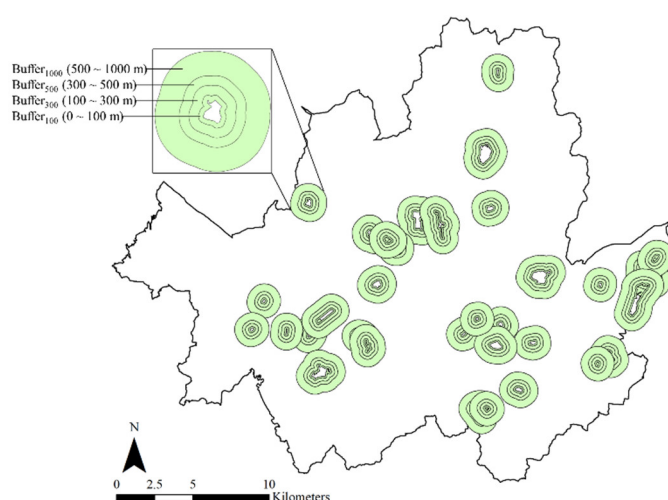 Buffer1000 (500 ~ 1000 m)
Buffer500 (300 ~ 500 m)
Buffer300 (100 ~ 300 m)
Buffer100 (0 ~ 100 m)
N
0 2.5 5 10
Kilometers